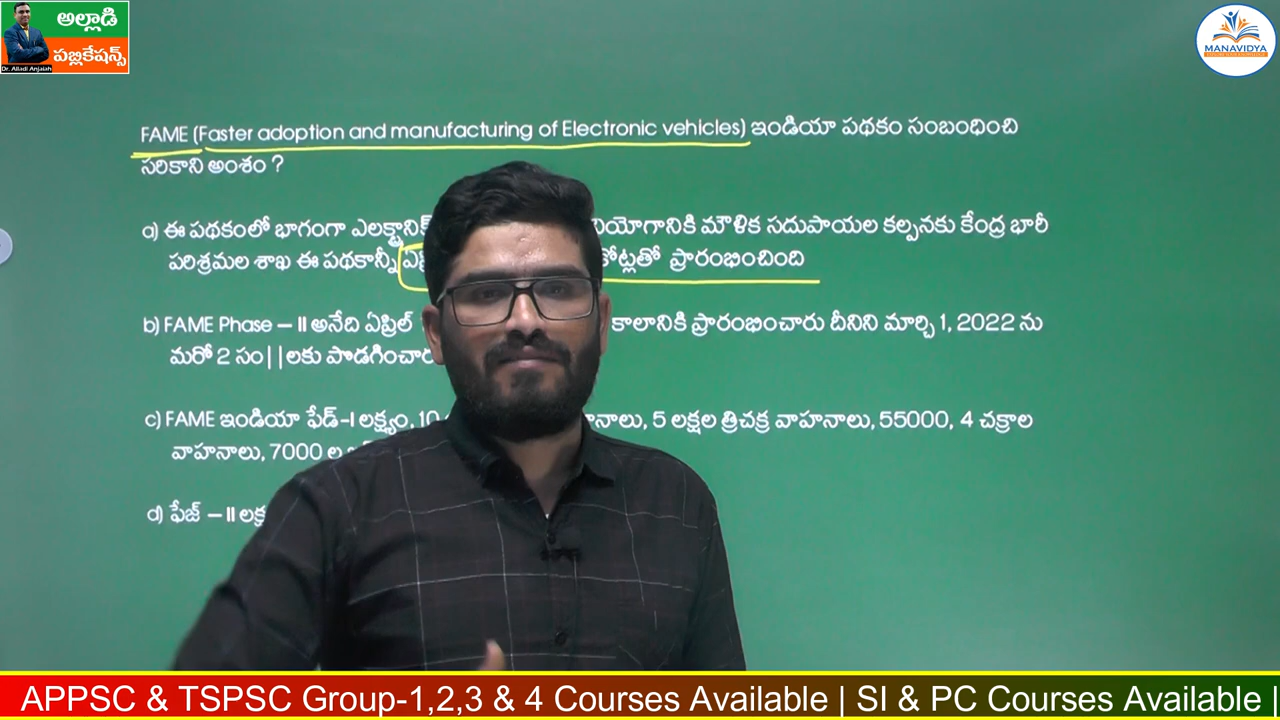 అల్లాడి
పబ్లికేషన్స్
Dr. Alladi Anjaiah
MANAVIDYA
FAME (Faster adoption and manufacturing of Electronic vehicles) ఇండియా పథకం సంబంధించి
సరికాని అంశం ?
a) ఈ పథకంలో భాగంగా మౌళిక సదుపాయల కల్పనకు కేంద్ర భారీ
పరిశ్రమల శాఖ ఈ పథకాన్నీ కోట్లతో ప్రారంభించింది
b) FAME Phase – II అనేది ఏప్రిల్ కాలానికి ప్రారంభించారు దీనిని మార్చి 1, 2022 ను
మరో 2 సం||లకు పొడగించారు
c) FAME ఇండియా ఫేడ్-I లక్ష్యం, 10 5 లక్షల త్రిచక్ర వాహనాలు, 55000, 4 చక్రాల
వాహనాలు, 7000
d) ఫేజ్ – II
APPSC & TSPSC Group-1,2,3 & 4 Courses Available | SI & PC Courses Available |